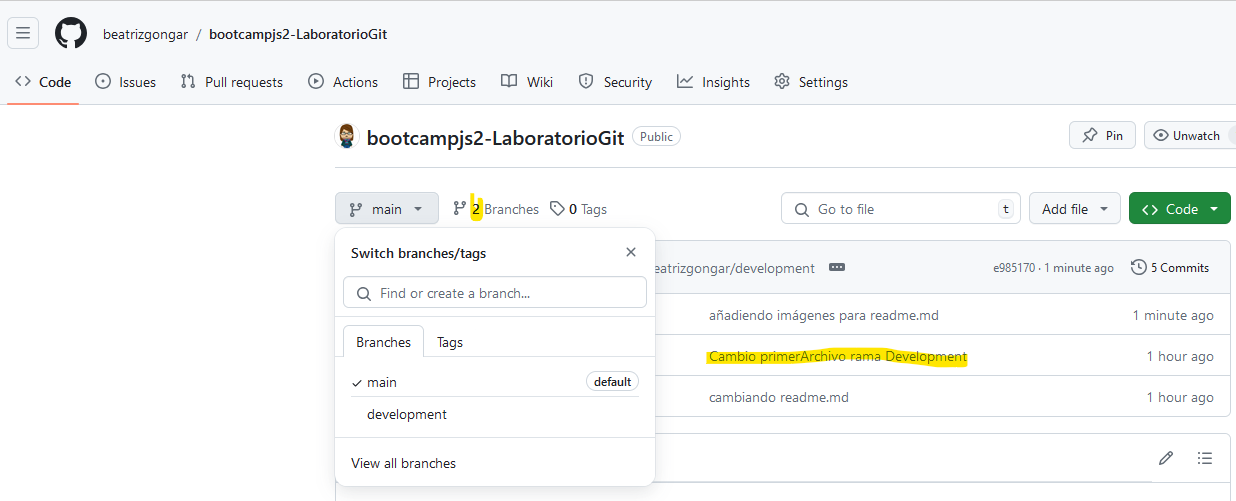 beatrizgongar / bootcampjs2-LaboratorioGit
Code Issues Pull requests Actions Projects Wiki Security Insights Settings
bootcampjs2-LaboratorioGit Public Pin Unwatch
main 2 Branches 0 Tags Go to file t Add file Code
Switch branches/tags
Find or create a branch...
Branches Tags
main default
development
View all branches
eatrizgongar/development e985170 · 1 minute ago 5 Commits
añadiendo imágenes para readme.md 1 minute ago
Cambio primerArchivo rama Development 1 hour ago
cambiando readme.md 1 hour ago